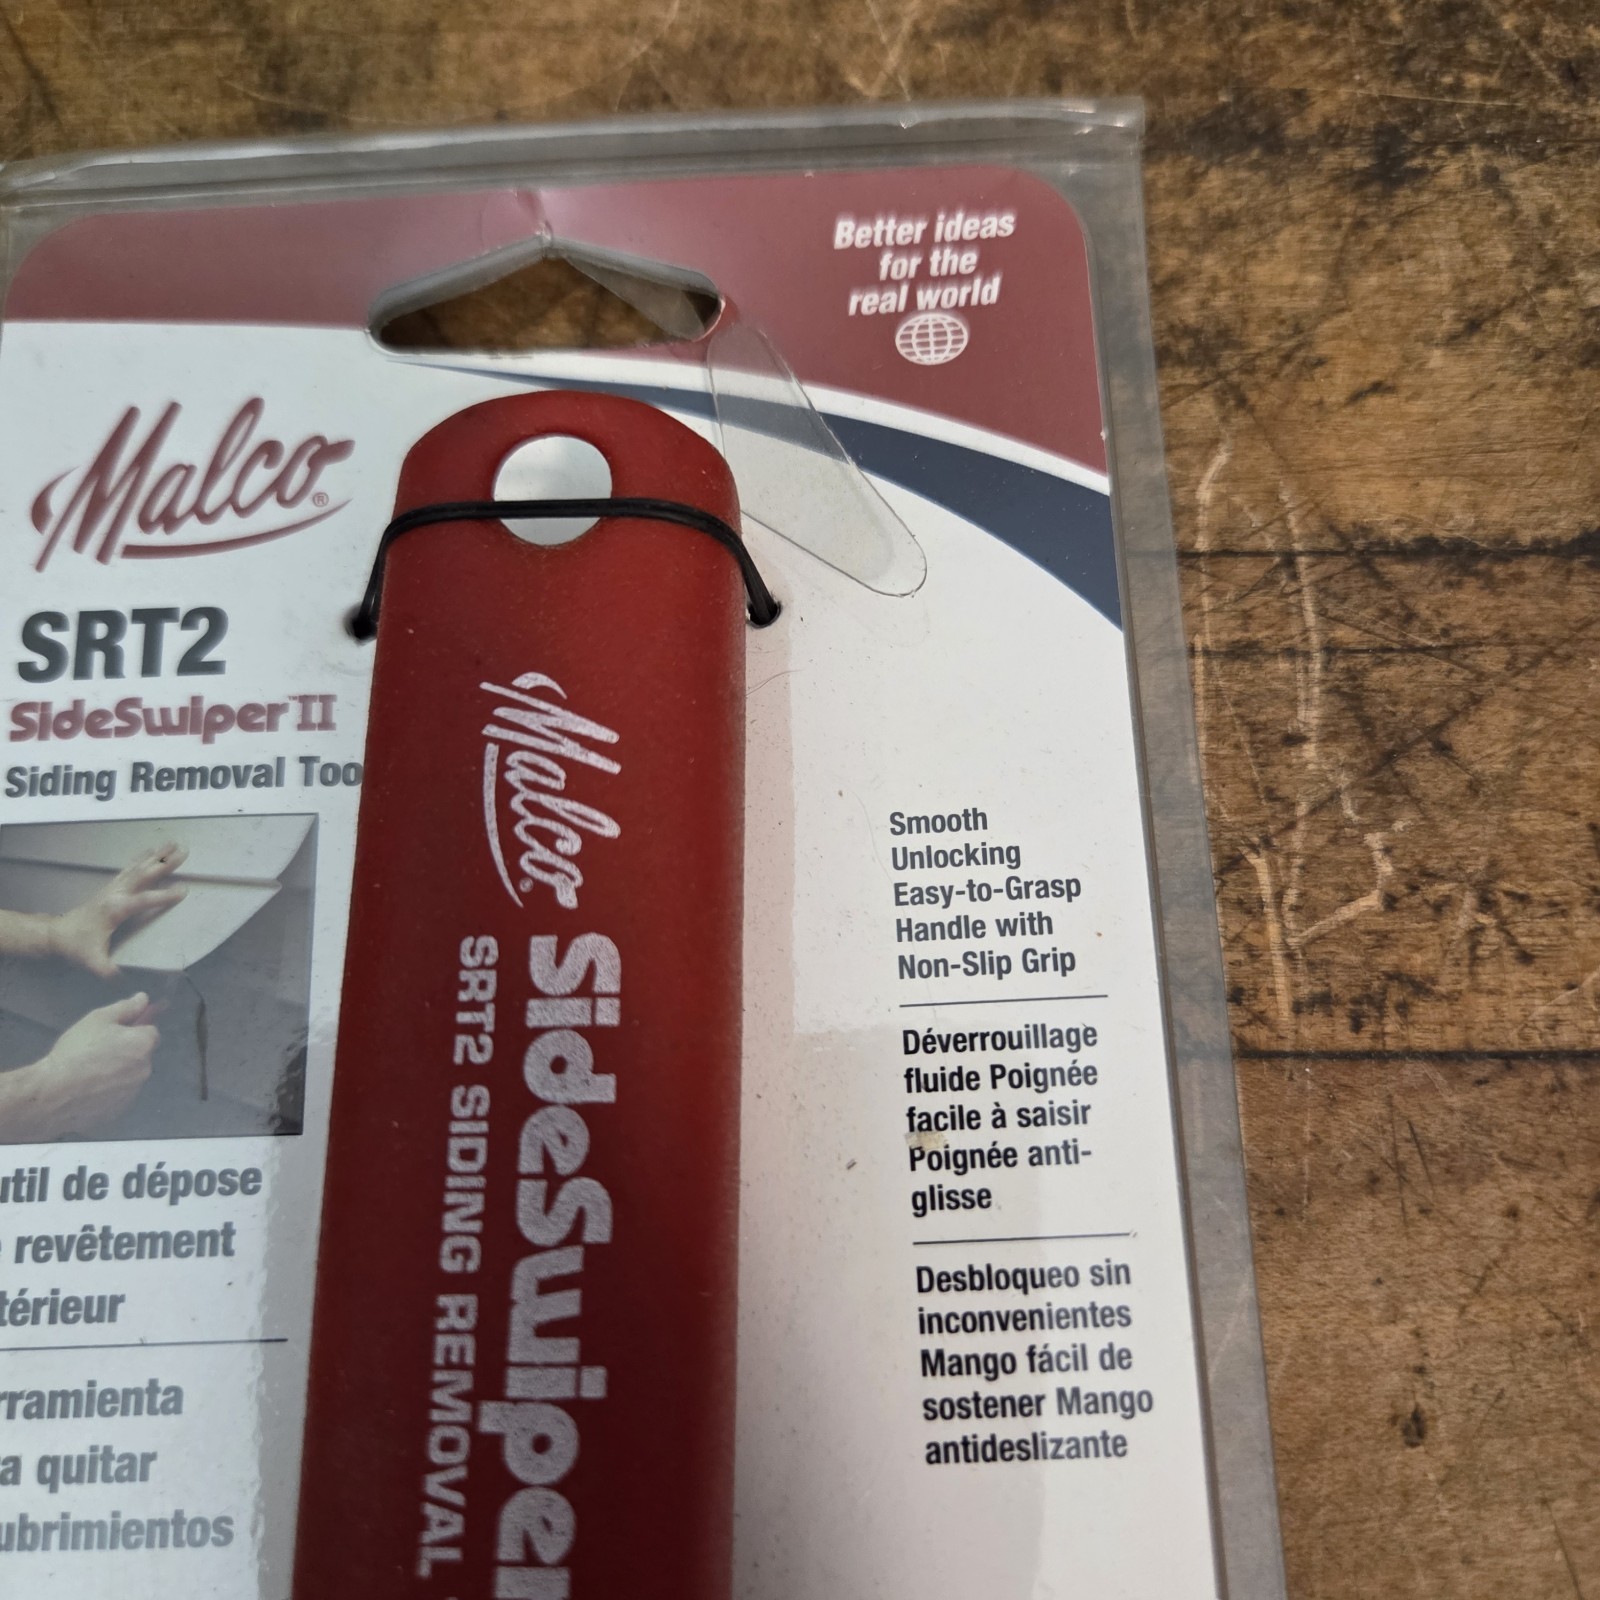 Better ideas
for the
real world
Malco®
SRT2
SideSwiper™II
Siding Removal Too
util de dépose
revêtement
térieur
rramienta
a quitar
ubrimientos
Malco®
SideSwiper
SRT2 SIDING REMOVAL
Smooth
Unlocking
Easy-to-Grasp
Handle with
Non-Slip Grip
Déverrouillage
fluide Poignée
facile à saisir
Poignée anti-
glisse
Desbloqueo sin
inconvenientes
Mango fácil de
sostener Mango
antideslizante